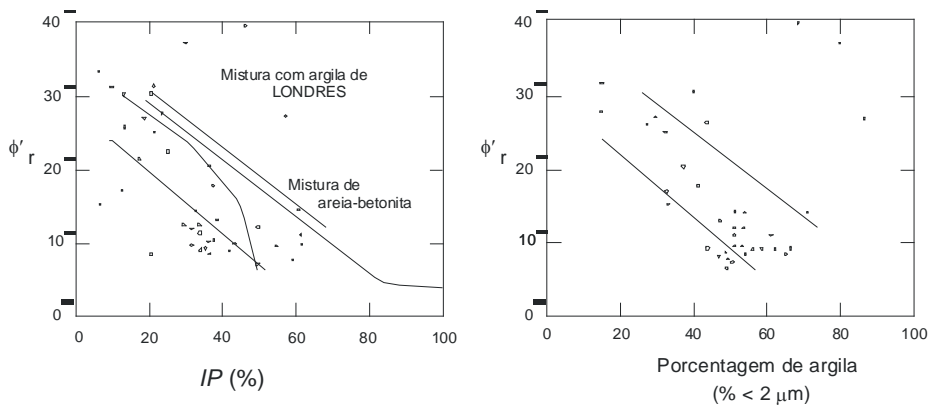 40
30
20
10
0
φ′r
Mistura com argila de
LONDRES
Mistura de
areia-betonita
0 20 40 60 80 100
IP (%)
40
30
20
10
0
φ′r
0 20 40 60 80 100
Porcentagem de argila
(% < 2 μm)